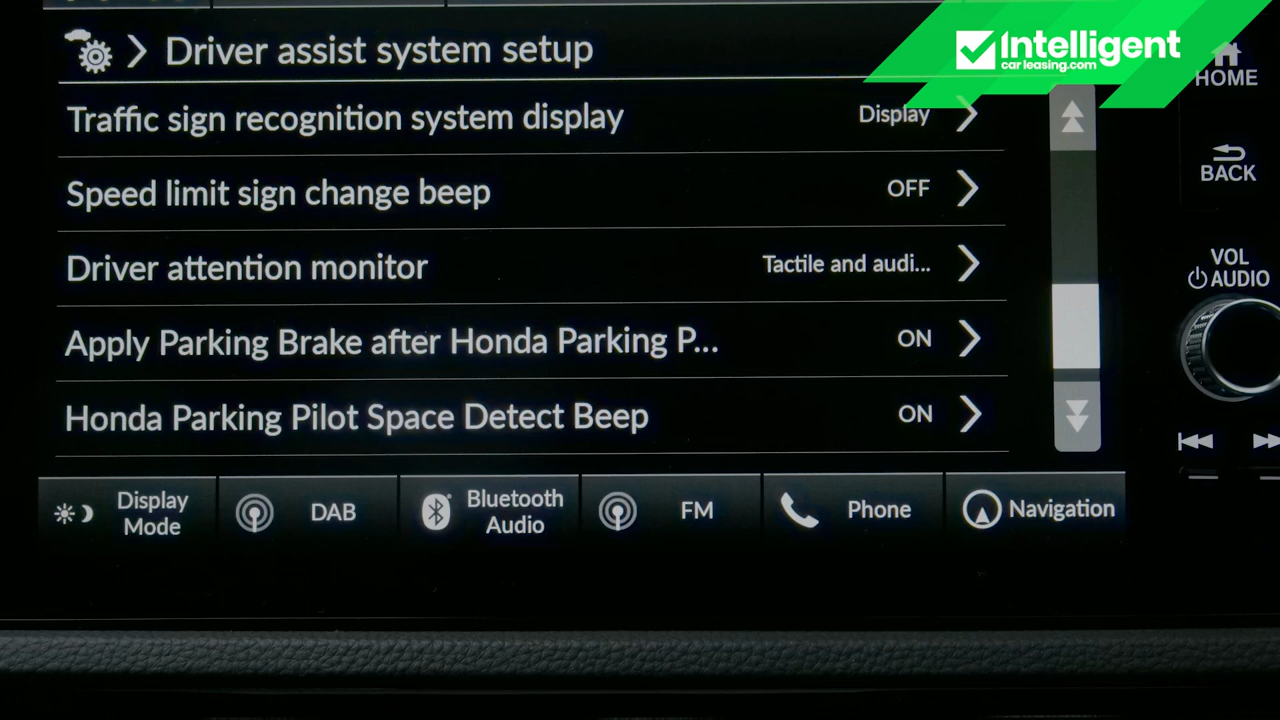 Driver assist system setup
Intelligent
carleasing.com
HOME
Traffic sign recognition system display Display
BACK
Speed limit sign change beep OFF
Driver attention monitor Tactile and audi...
VOL
AUDIO
Apply Parking Brake after Honda Parking P... ON
Honda Parking Pilot Space Detect Beep ON
Display
Mode
DAB
Bluetooth
Audio
FM
Phone
Navigation